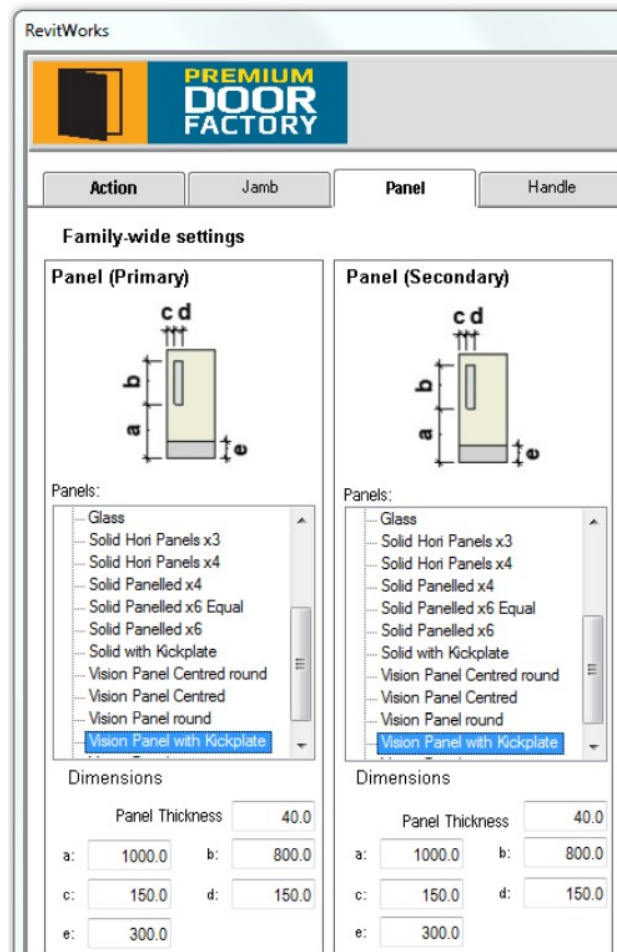 RevitWorks
PREMIUM
DOOR
FACTORY
Action
Jamb
Panel
Handle
Family-wide settings
Panel (Primary)
c d
b
a
e
Panels:
Glass
Solid Hori Panels x3
Solid Hori Panels x4
Solid Panelled x4
Solid Panelled x6 Equal
Solid Panelled x6
Solid with Kickplate
Vision Panel Centred round
Vision Panel Centred
Vision Panel round
Vision Panel with Kickplate
Dimensions
Panel Thickness 40.0
a: 1000.0 b: 800.0
c: 150.0 d: 150.0
e: 300.0
Panel (Secondary)
c d
b
a
e
Panels:
Glass
Solid Hori Panels x3
Solid Hori Panels x4
Solid Panelled x4
Solid Panelled x6 Equal
Solid Panelled x6
Solid with Kickplate
Vision Panel Centred round
Vision Panel Centred
Vision Panel round
Vision Panel with Kickplate
Dimensions
Panel Thickness 40.0
a: 1000.0 b: 800.0
c: 150.0 d: 150.0
e: 300.0